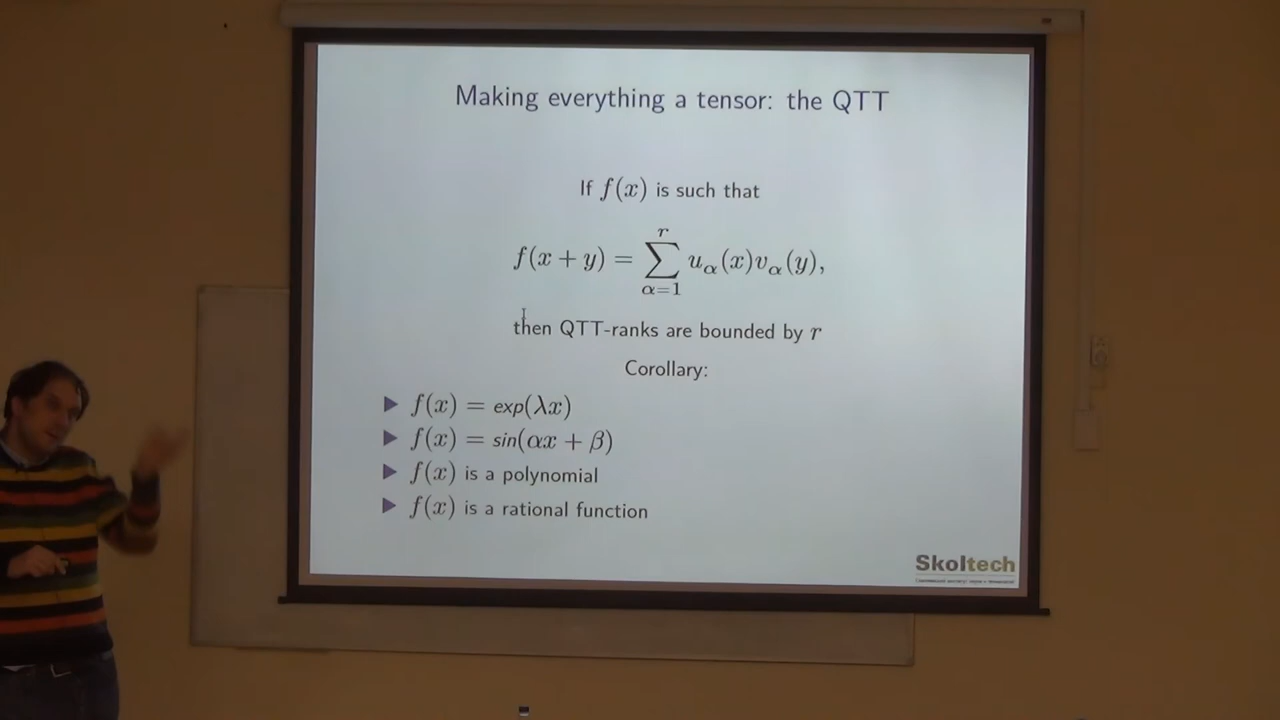 Making everything a tensor: the QTT
If f(x) is such that
f(x + y) = ∑_{α=1}^{r} u_α(x)v_α(y),
then QTT-ranks are bounded by r
Corollary:
▶ f(x) = exp(λx)
▶ f(x) = sin(αx + β)
▶ f(x) is a polynomial
▶ f(x) is a rational function
Skoltech